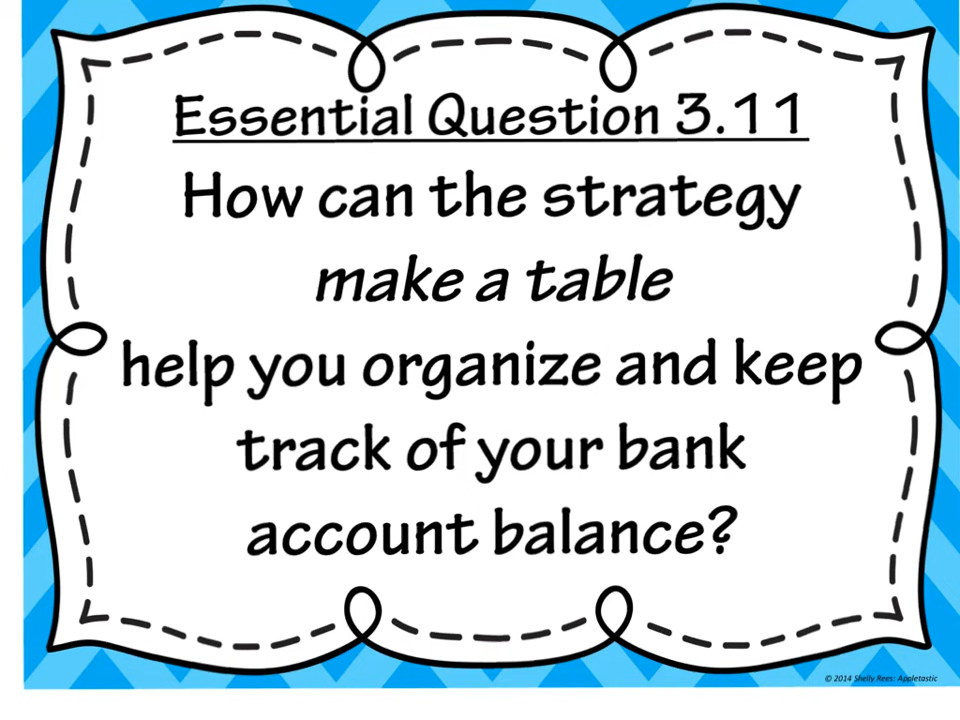 Essential Question 3.11
How can the strategy
make a table
help you organize and keep
track of your bank
account balance?
© 2014 Shelly Rees: Appletastic